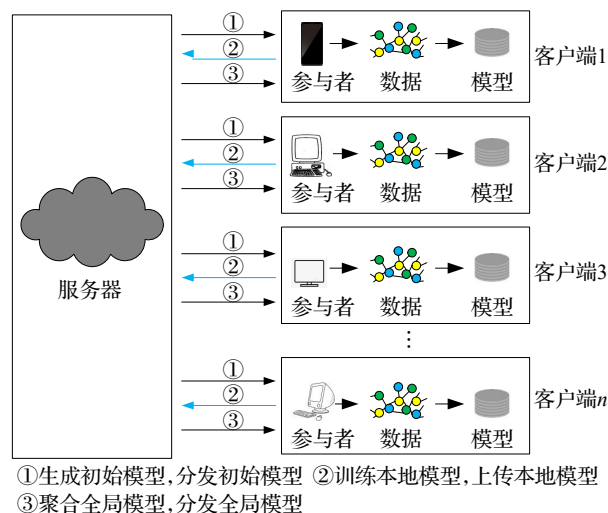 ①
②
③
参与者 数据 模型
客户端1
①
②
③
参与者 数据 模型
客户端2
服务器
①
②
③
参与者 数据 模型
客户端3
⋮
①
②
③
参与者 数据 模型
客户端n
①生成初始模型,分发初始模型 ②训练本地模型,上传本地模型
③聚合全局模型,分发全局模型